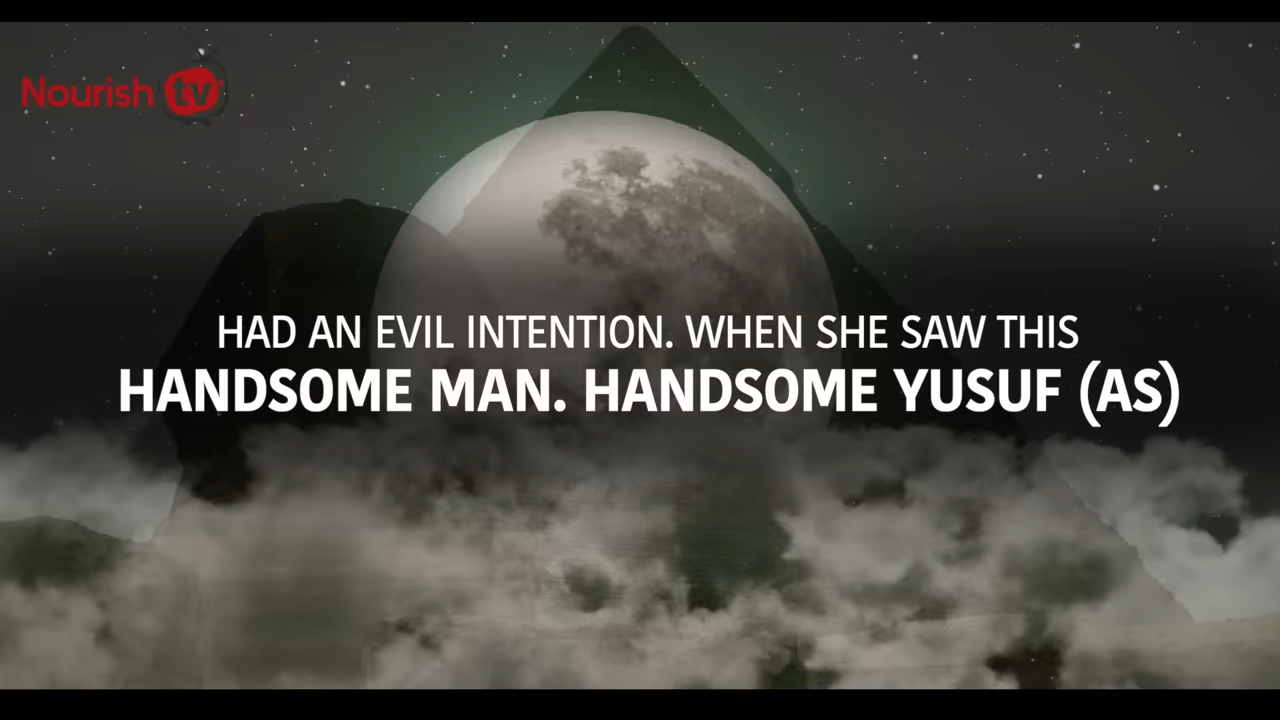 Nourish tv
HAD AN EVIL INTENTION. WHEN SHE SAW THIS
HANDSOME MAN. HANDSOME YUSUF (AS)